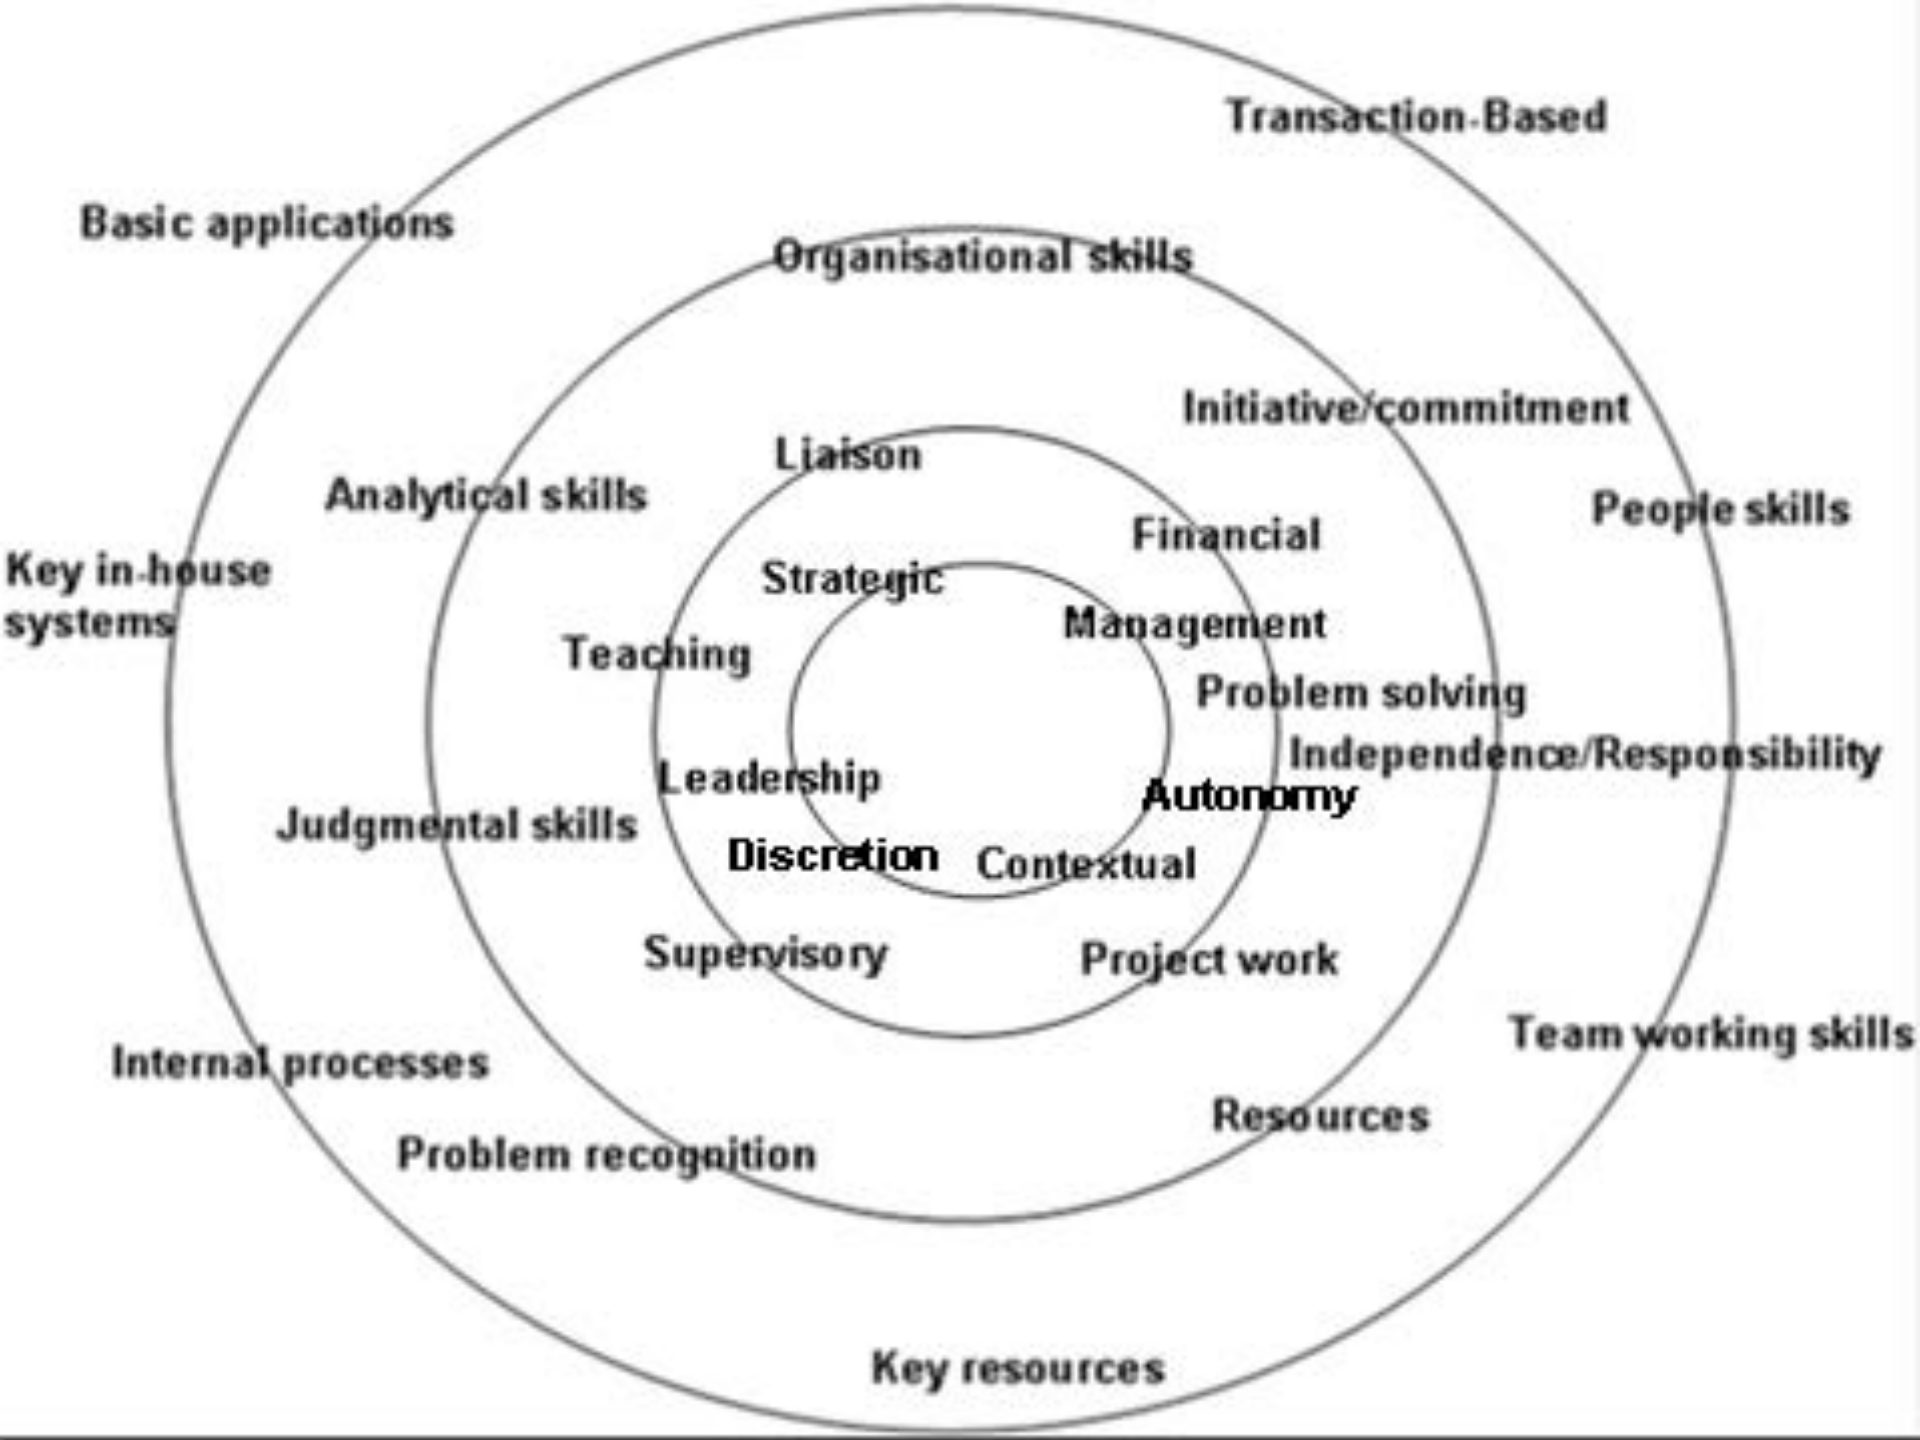 Transaction-Based
Basic applications
Organisational skills
Initiative/commitment
Liaison
Analytical skills
People skills
Financial
Key in-house
systems
Strategic
Management
Teaching
Problem solving
Independence/Responsibility
Leadership
Autonomy
Judgmental skills
Discretion
Contextual
Supervisory
Project work
Team working skills
Internal processes
Resources
Problem recognition
Key resources